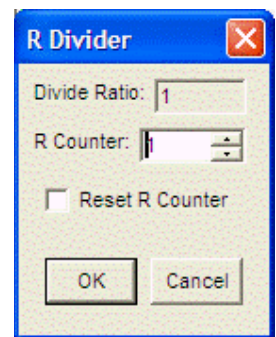 R Divider
Divide Ratio: 1
R Counter: 1
Reset R Counter
OK Cancel